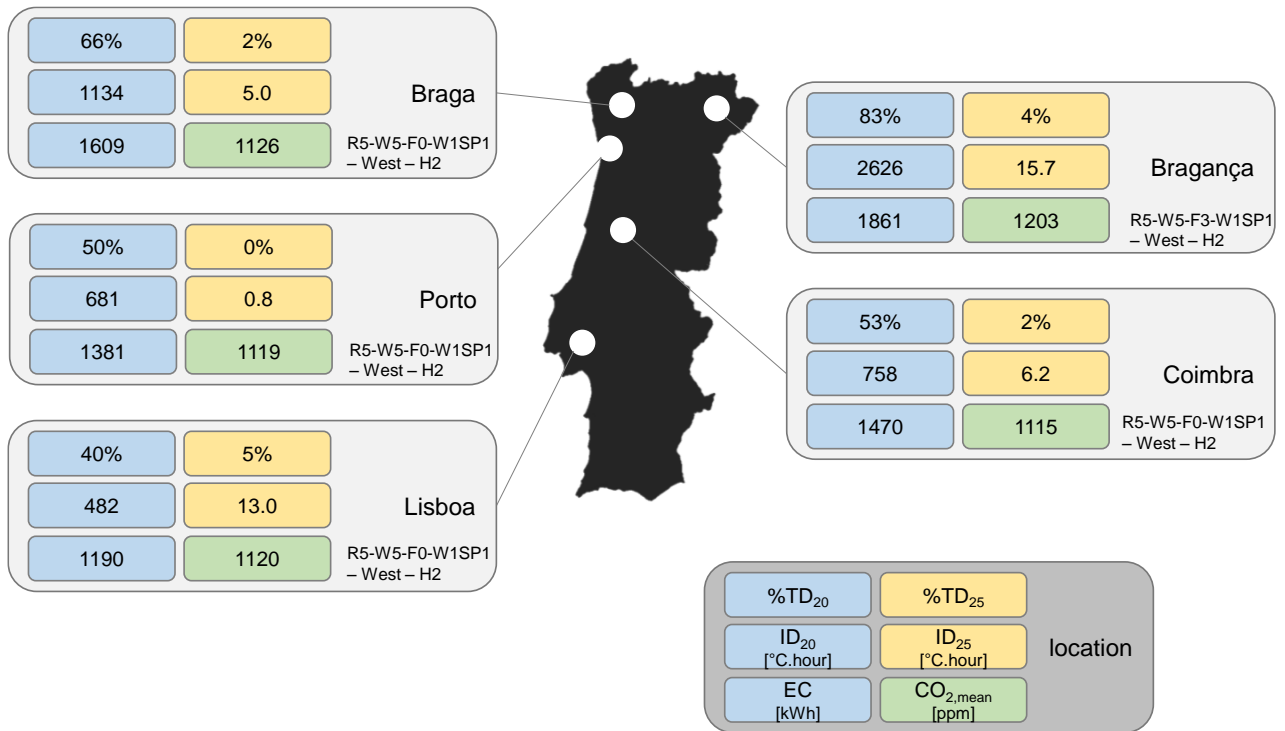 66% 2%
1134 5.0 Braga
1609 1126 R5-W5-F0-W1SP1
– West – H2
50% 0%
681 0.8 Porto
1381 1119 R5-W5-F0-W1SP1
– West – H2
40% 5%
482 13.0 Lisboa
1190 1120 R5-W5-F0-W1SP1
– West – H2
83% 4%
2626 15.7 Bragança
1861 1203 R5-W5-F3-W1SP1
– West – H2
53% 2%
758 6.2 Coimbra
1470 1115 R5-W5-F0-W1SP1
– West – H2
%TD₂₀ %TD₂₅
ID₂₀ ID₂₅ location
[°C.hour] [°C.hour]
EC CO₂,mean
[kWh] [ppm]